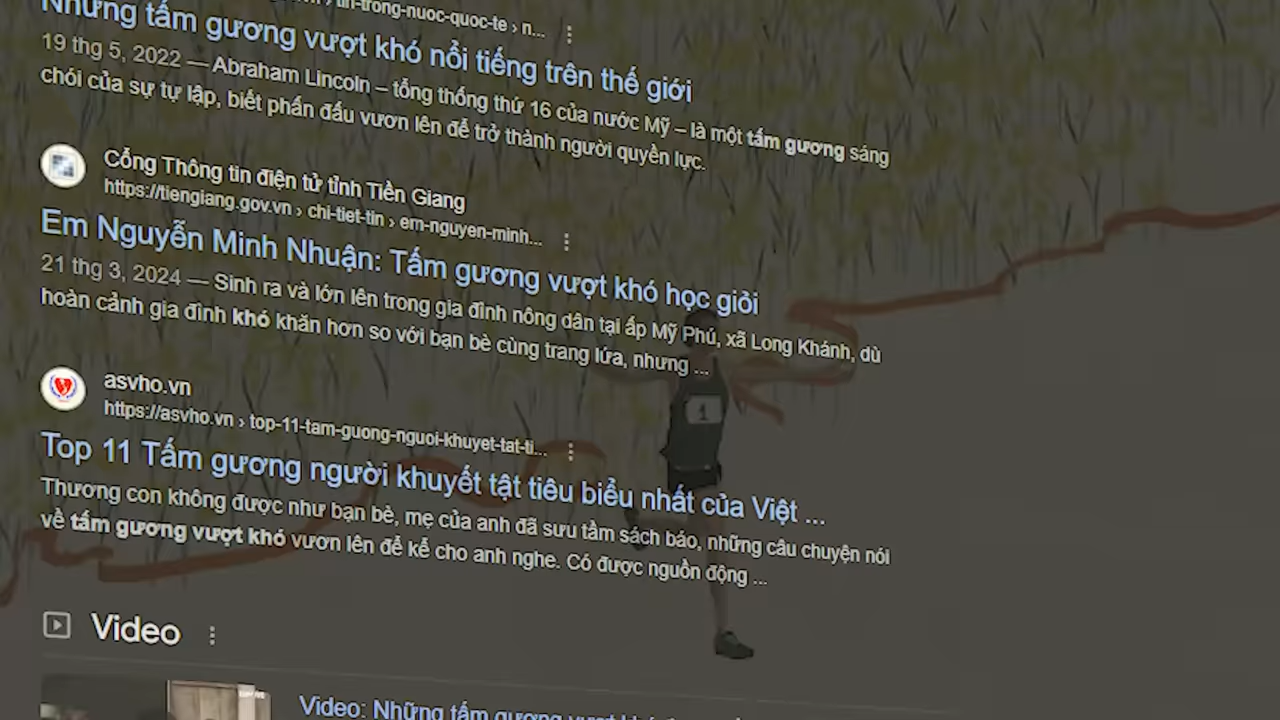 tin-trong-nuoc-quoc-te › n...
Những tấm gương vượt khó nổi tiếng trên thế giới
19 thg 5, 2022 — Abraham Lincoln – tổng thống thứ 16 của nước Mỹ – là một tấm gương sáng
chói của sự tự lập, biết phấn đấu vươn lên để trở thành người quyền lực.
Cổng Thông tin điện tử tỉnh Tiền Giang
https://tiengiang.gov.vn › chi-tiet-tin › em-nguyen-minh...
Em Nguyễn Minh Nhuận: Tấm gương vượt khó học giỏi
21 thg 3, 2024 — Sinh ra và lớn lên trong gia đình nông dân tại ấp Mỹ Phú, xã Long Khánh, dù
hoàn cảnh gia đình khó khăn hơn so với bạn bè cùng trang lứa, nhưng ...
asvho.vn
https://asvho.vn › top-11-tam-guong-nguoi-khuyet-tat-ti...
Top 11 Tấm gương người khuyết tật tiêu biểu nhất của Việt ...
Thương con không được như bạn bè, mẹ của anh đã sưu tầm sách báo, những câu chuyện nói
về tấm gương vượt khó vươn lên để kể cho anh nghe. Có được nguồn động ...
1
Video
Video: Những tấm gương vượt